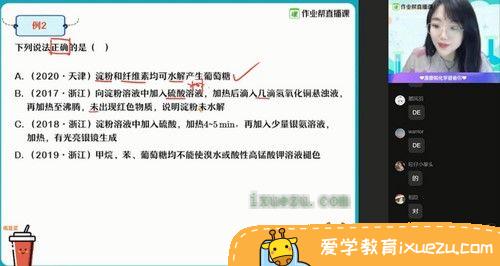 例2
作业帮直播课
下列说法正确的是（ ）
A.（2020·天津）淀粉和纤维素均可水解产生葡萄糖
B.（2017·浙江）向淀粉溶液中加入硫酸溶液，加热后滴入几滴氢氧化铜悬浊液，
再加热至沸腾，未出现红色物质，说明淀粉未水解
C.（2018·浙江）淀粉溶液中加入硫酸，加热4~5 min，再加入少量银氨溶液，
加热，有光亮银镜生成
D.（2019·浙江）甲烷、苯、葡萄糖均不能使溴水或酸性高锰酸钾溶液褪色
DE
warrior
DE
的
对
ixuezu.com
爱学教育ixuezu.com